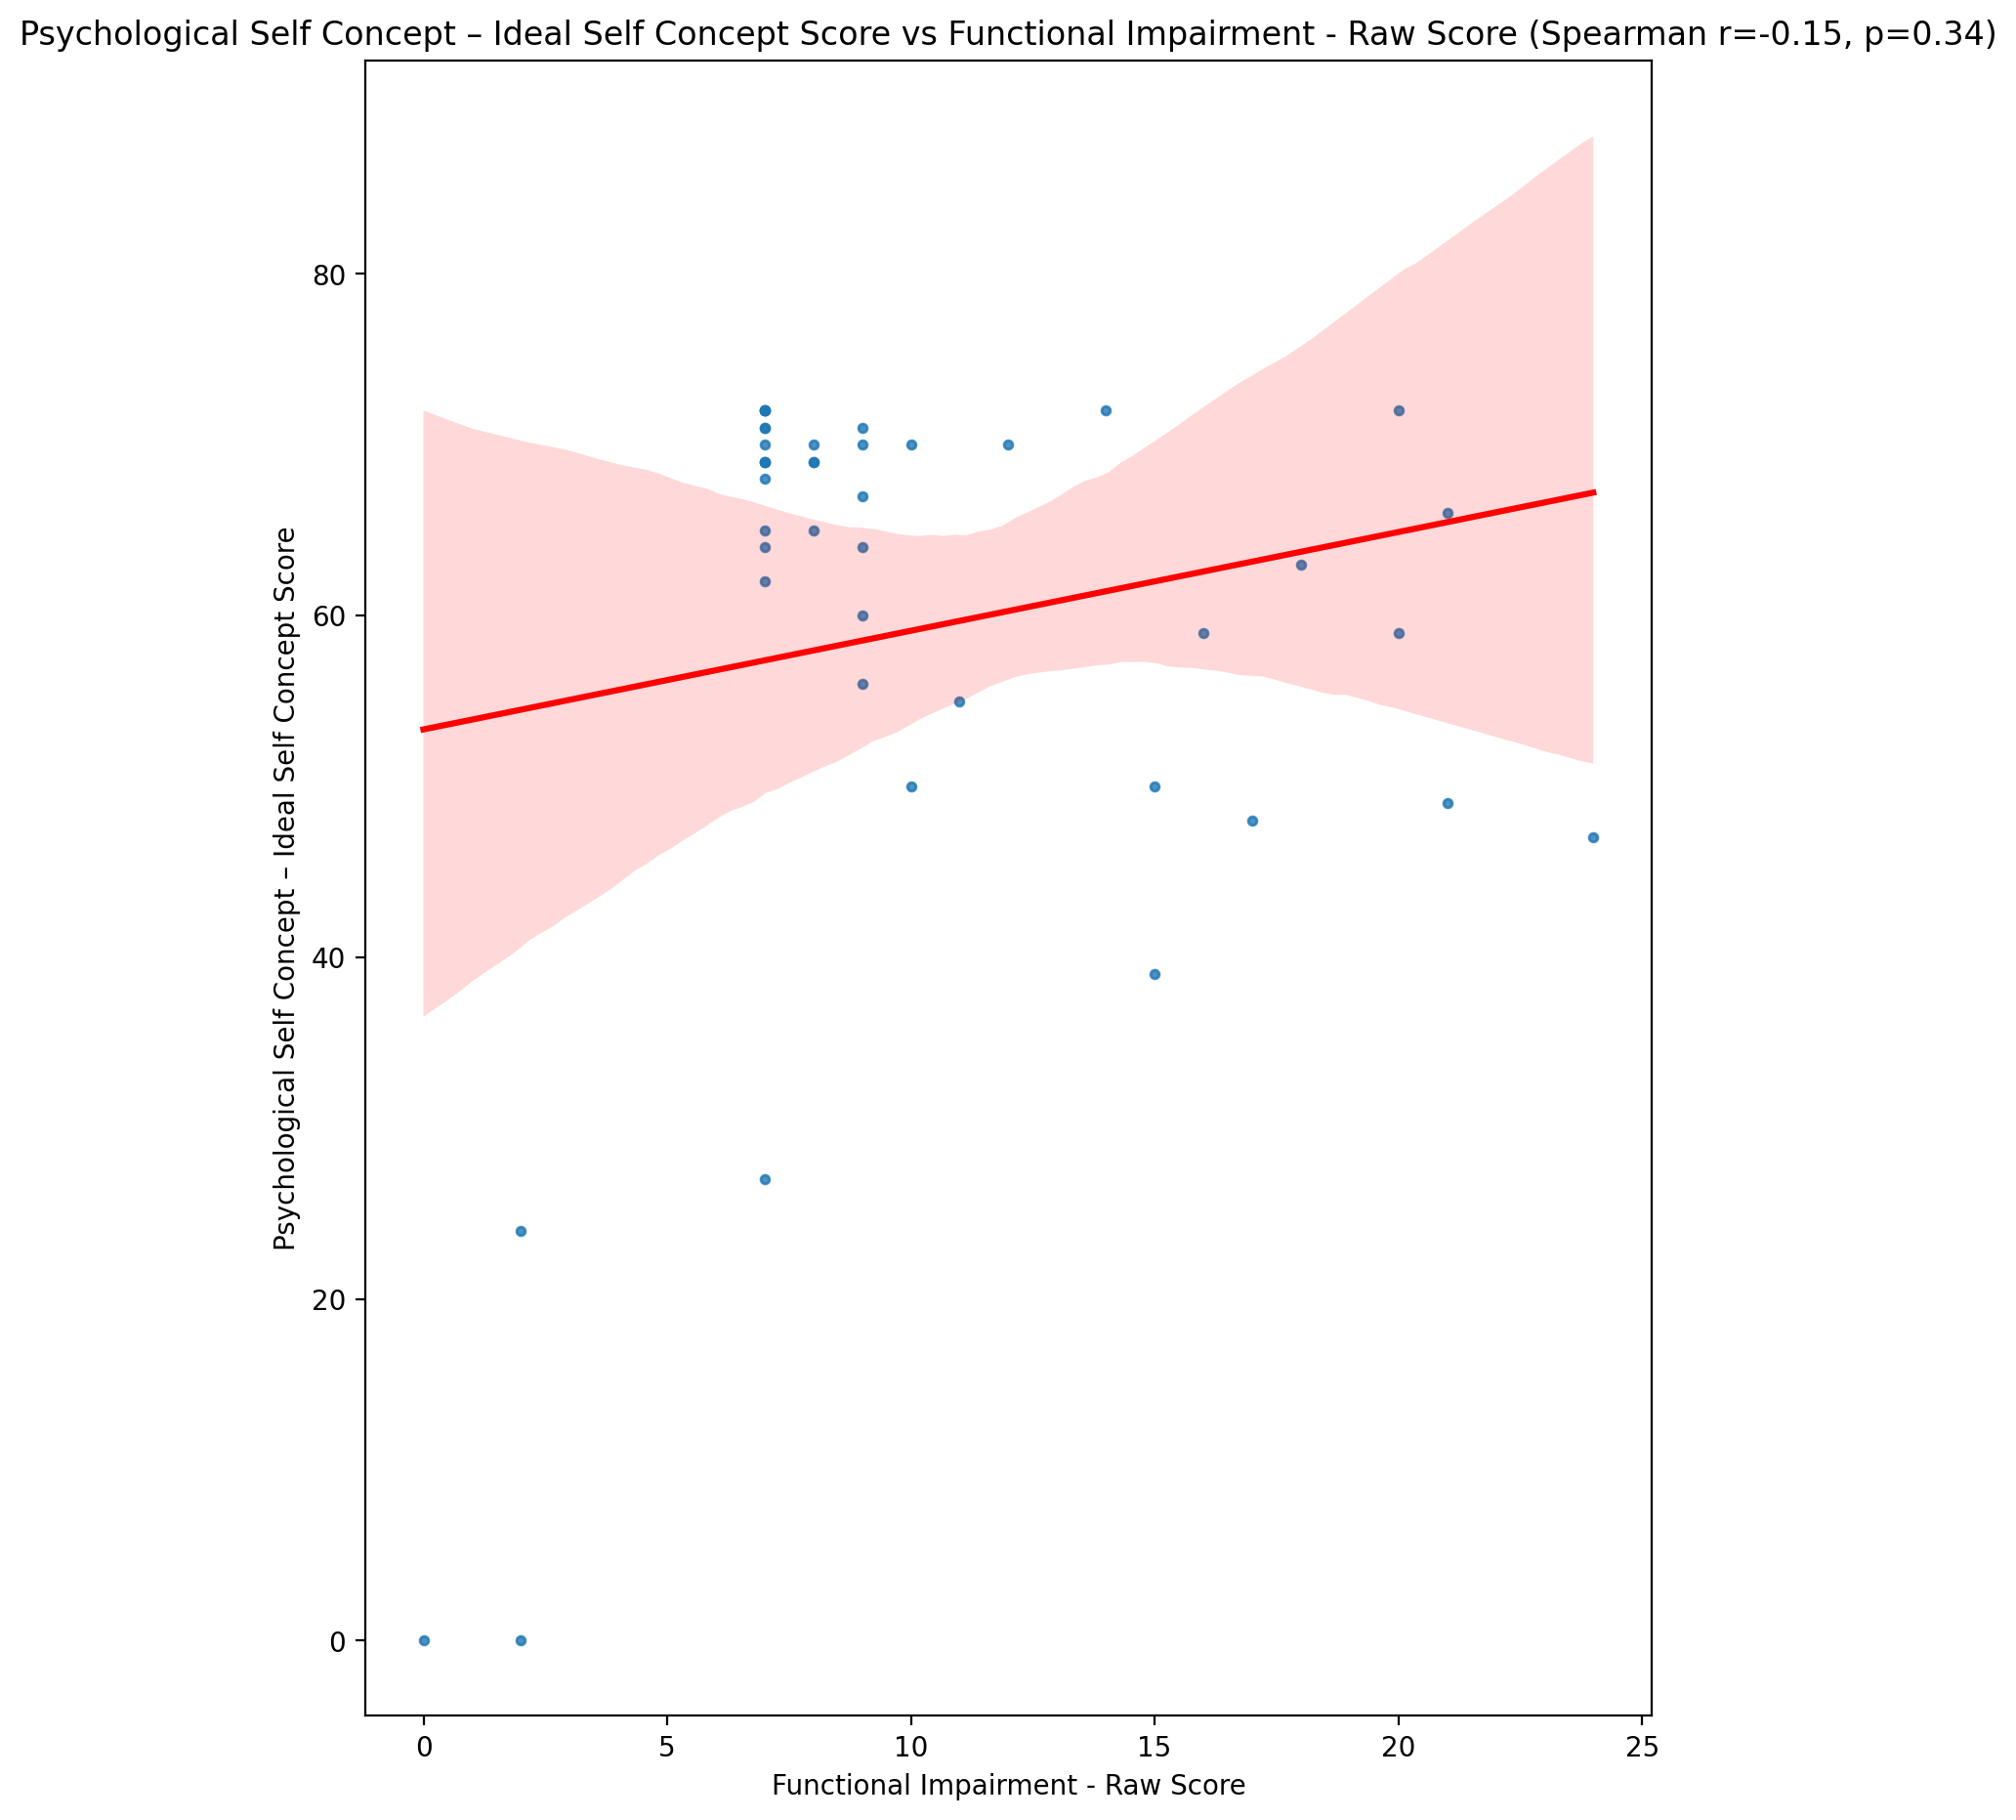 Psychological Self Concept – Ideal Self Concept Score vs Functional Impairment - Raw Score (Spearman r=-0.15, p=0.34)
Psychological Self Concept – Ideal Self Concept Score
80
60
40
20
0
0 5 10 15 20 25
Functional Impairment - Raw Score